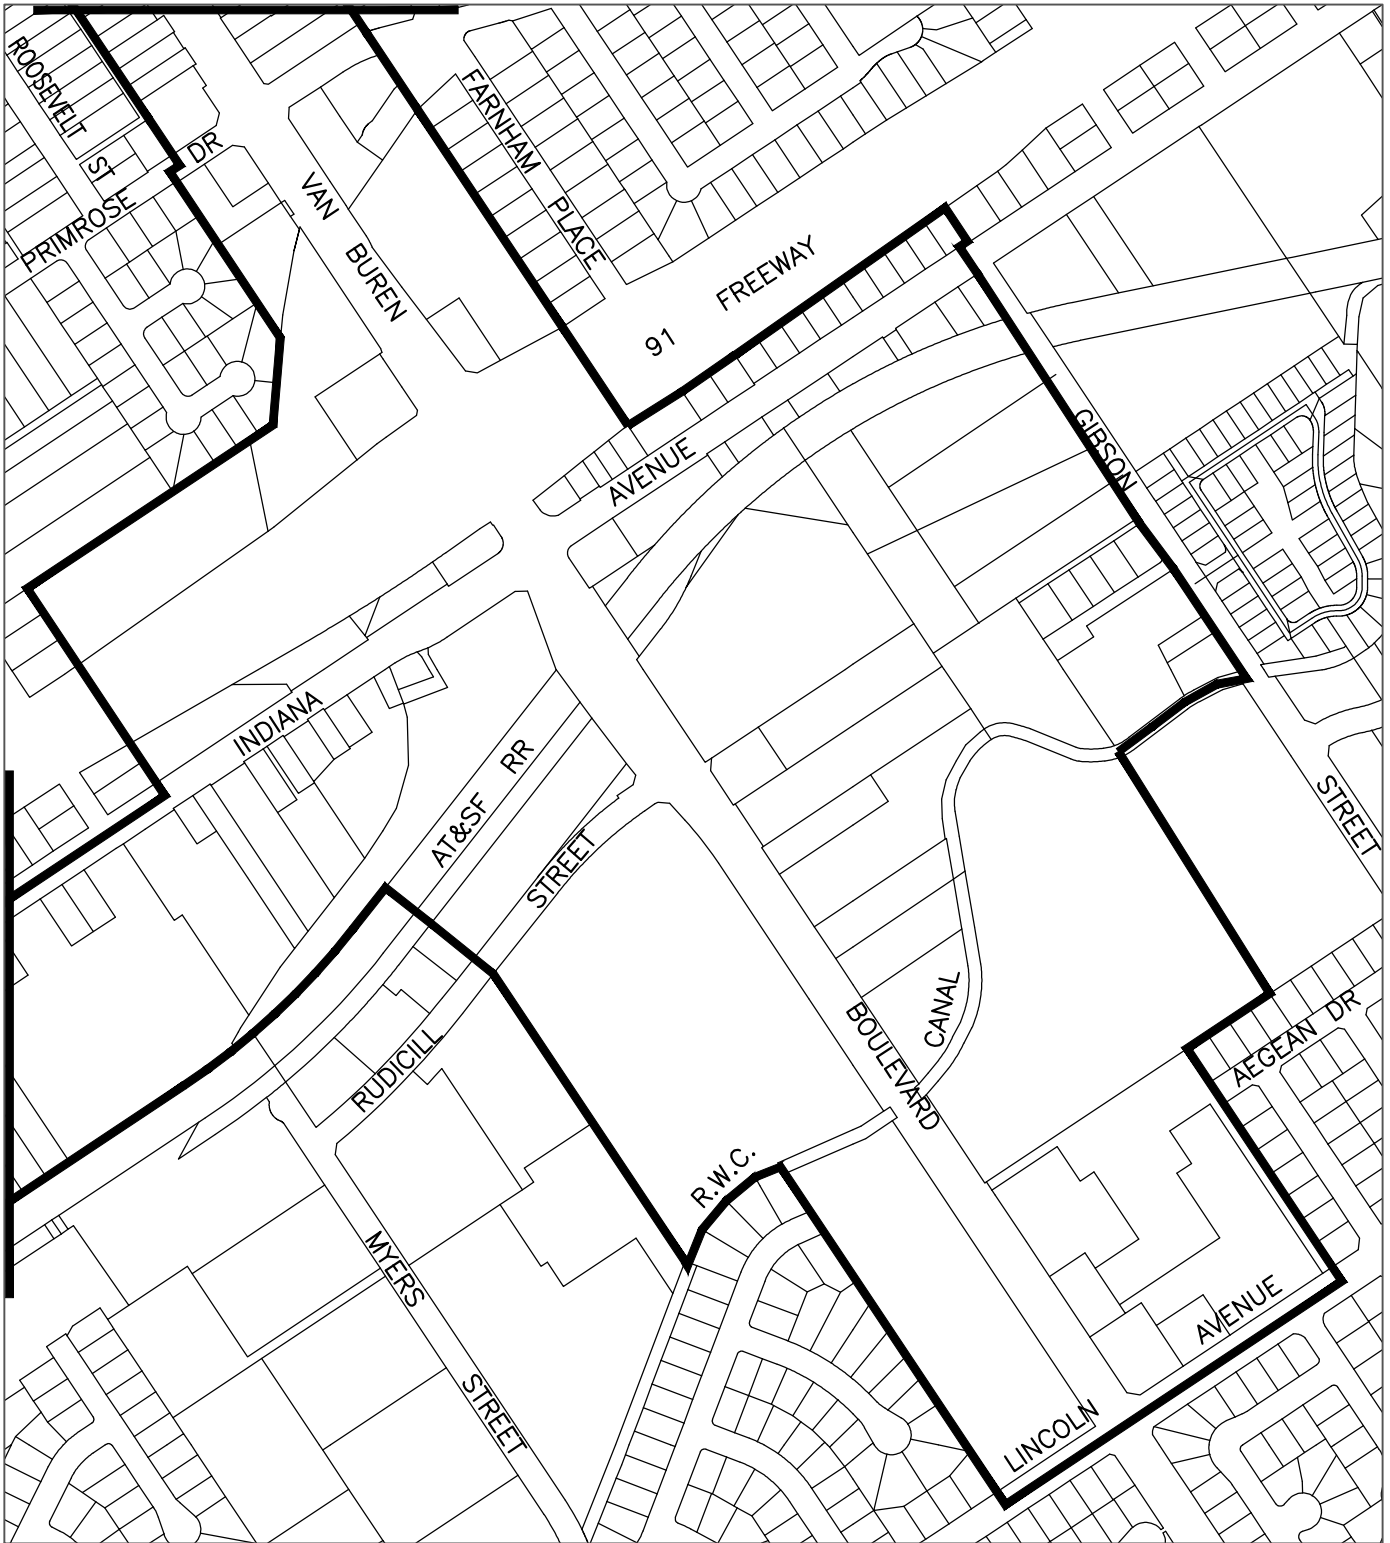 ROOSEVELT ST
PRIMROSE DR
FARNHAM PLACE
VAN BUREN
91 FREEWAY
AVENUE
GIBSON
INDIANA
AT&SF RR
STREET
STREET
CANAL
BOULEVARD
AEGEAN DR
RUDICILL
R.W.C.
MYERS
STREET
AVENUE
LINCOLN